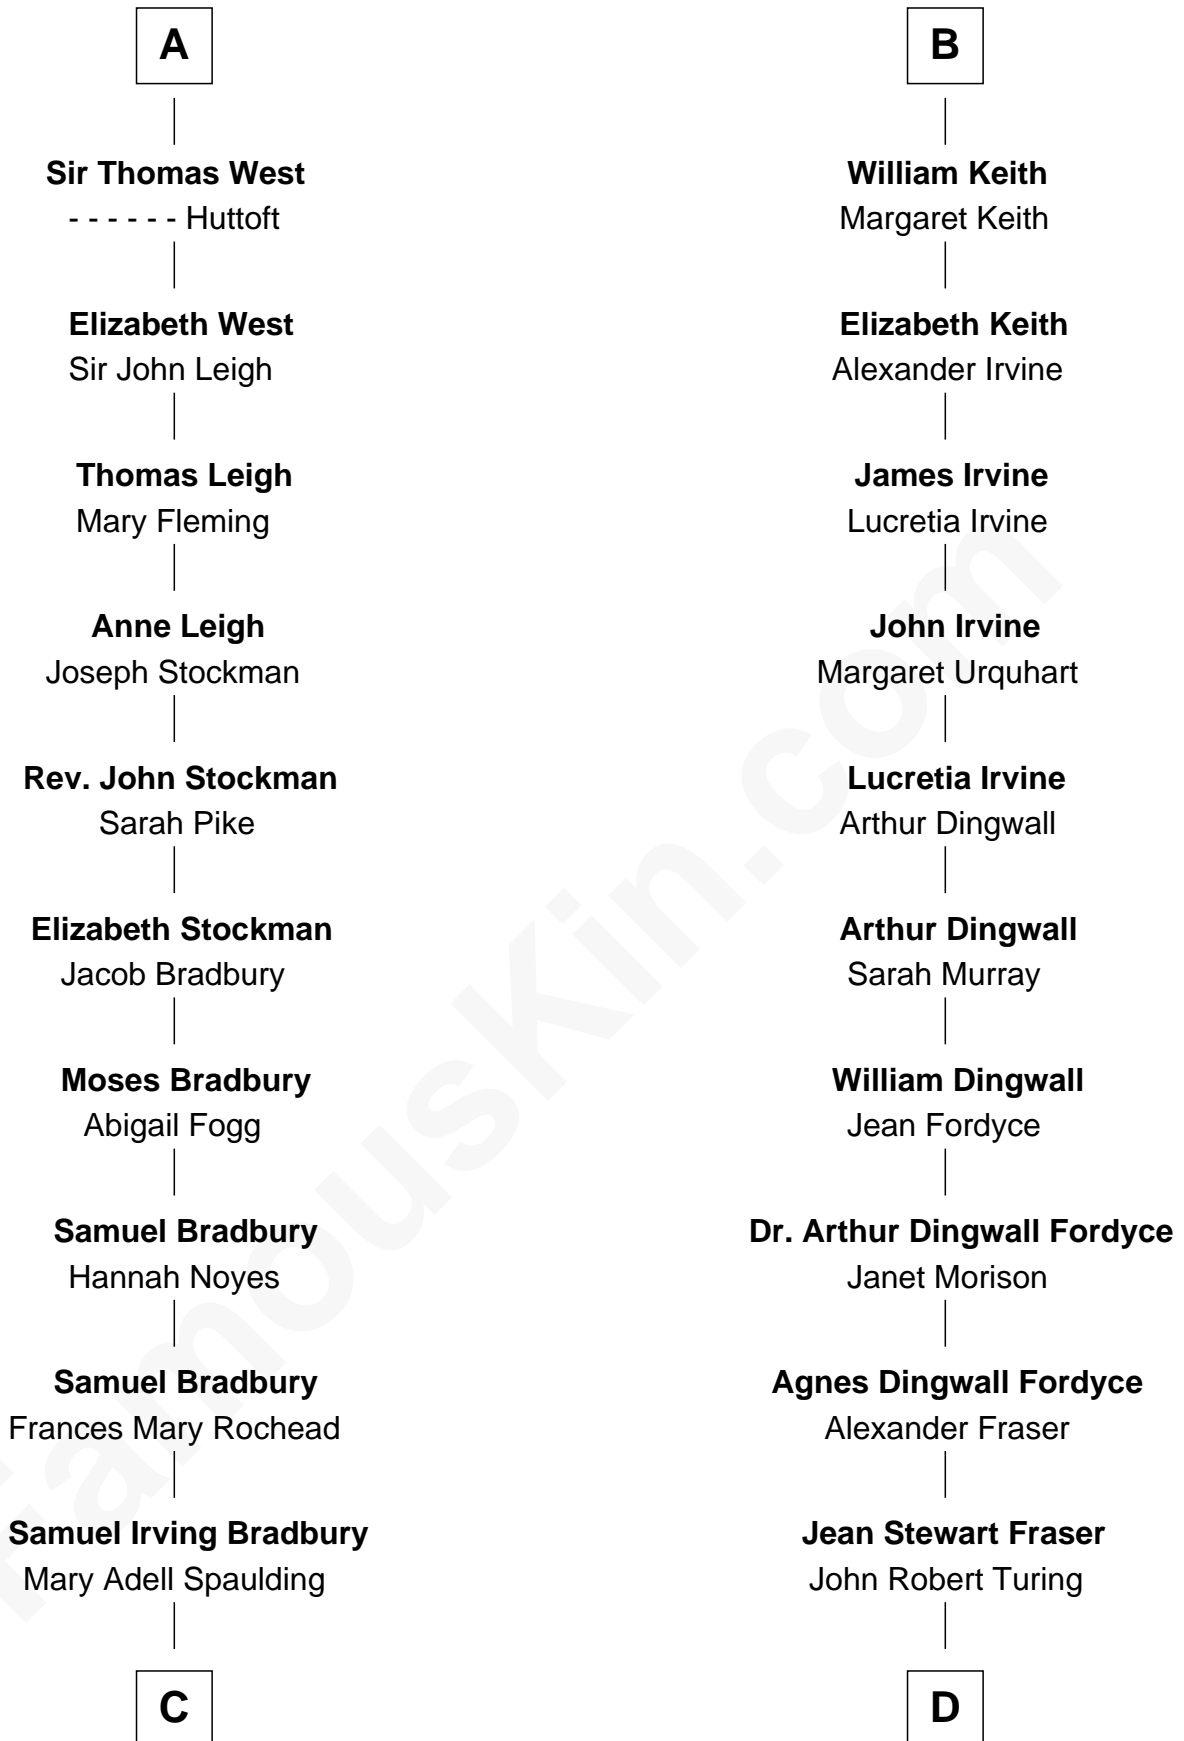 A
Sir Thomas West
- - - - - - Huttoft
Elizabeth West
Sir John Leigh
Thomas Leigh
Mary Fleming
Anne Leigh
Joseph Stockman
Rev. John Stockman
Sarah Pike
Elizabeth Stockman
Jacob Bradbury
Moses Bradbury
Abigail Fogg
Samuel Bradbury
Hannah Noyes
Samuel Bradbury
Frances Mary Rochead
Samuel Irving Bradbury
Mary Adell Spaulding
C
B
William Keith
Margaret Keith
Elizabeth Keith
Alexander Irvine
James Irvine
Lucretia Irvine
John Irvine
Margaret Urquhart
Lucretia Irvine
Arthur Dingwall
Arthur Dingwall
Sarah Murray
William Dingwall
Jean Fordyce
Dr. Arthur Dingwall Fordyce
Janet Morison
Agnes Dingwall Fordyce
Alexander Fraser
Jean Stewart Fraser
John Robert Turing
D
FamousKin.com